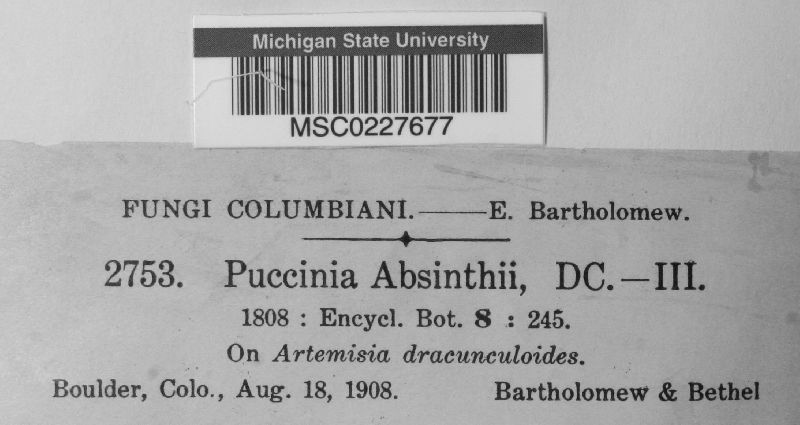 Michigan State University
MSC0227677
FUNGI COLUMBIANI.——E. Bartholomew.
2753. Puccinia Absinthii, DC.—III.
1808 : Encycl. Bot. 8 : 245.
On Artemisia dracunculoides.
Boulder, Colo., Aug. 18, 1908. Bartholomew & Bethel